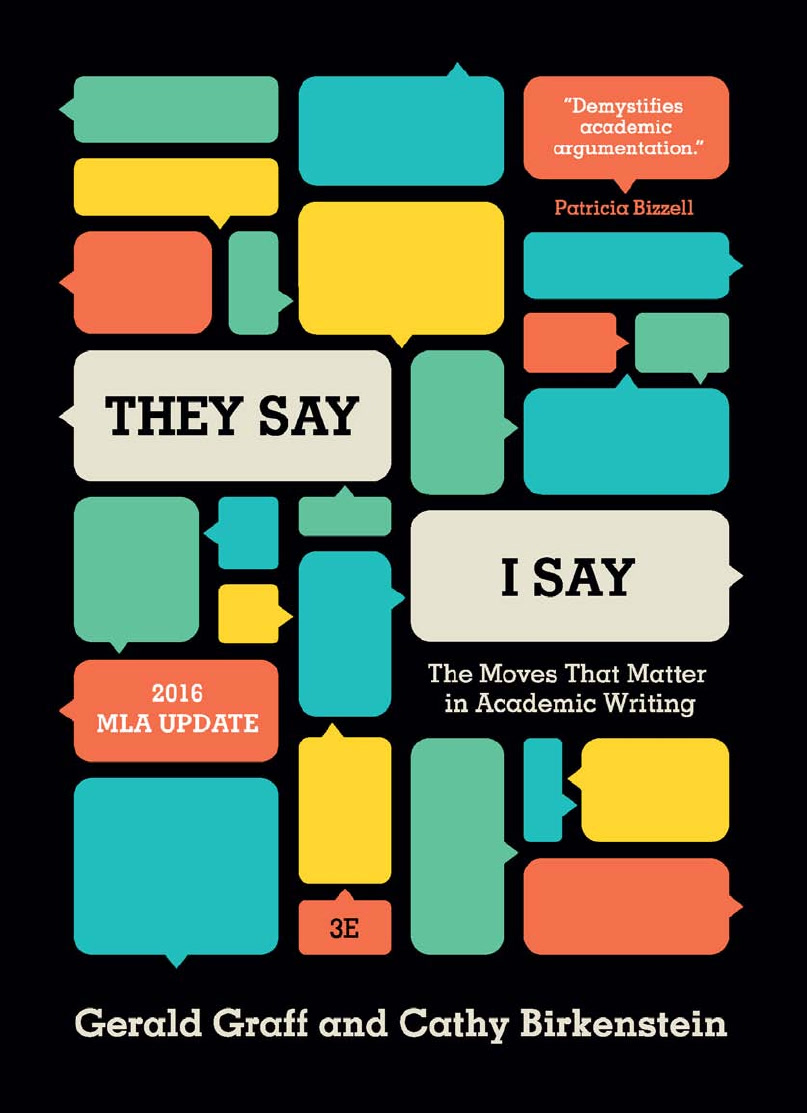 “Demystifies
academic
argumentation.”
Patricia Bizzell
THEY SAY
I SAY
The Moves That Matter
in Academic Writing
2016
MLA UPDATE
3E
Gerald Graff and Cathy Birkenstein